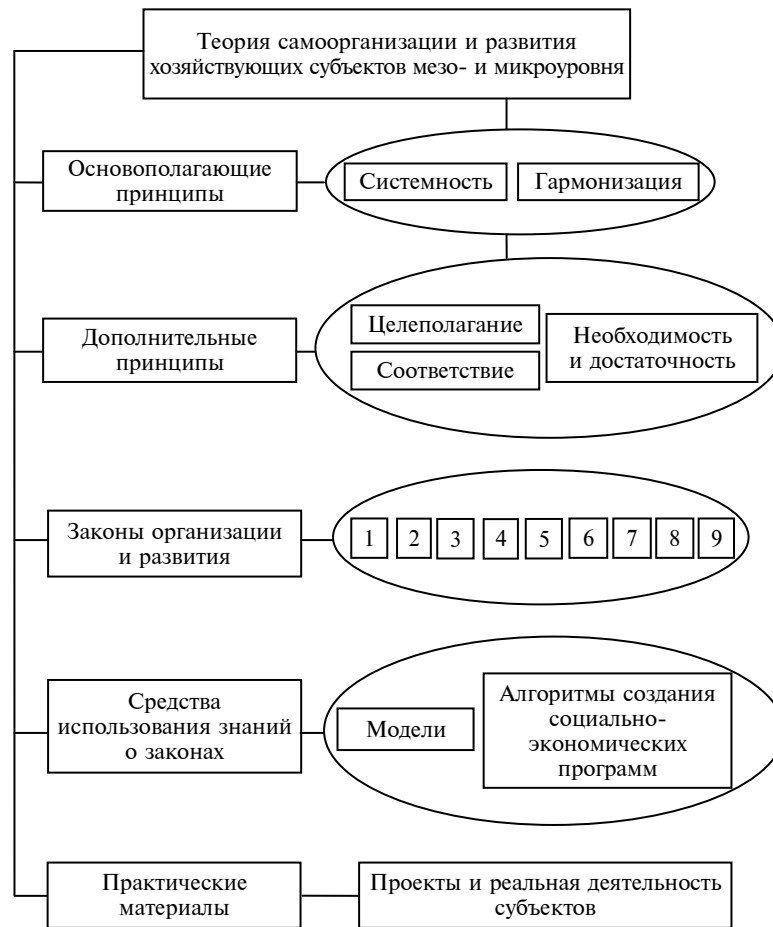 Теория самоорганизации и развития
хозяйствующих субъектов мезо- и микроуровня
Основополагающие
принципы
Системность
Гармонизация
Дополнительные
принципы
Целеполагание
Соответствие
Необходимость
и достаточность
Законы организации
и развития
1 2 3 4 5 6 7 8 9
Средства
использования знаний
о законах
Модели
Алгоритмы создания
социально-
экономических
программ
Практические
материалы
Проекты и реальная деятельность
субъектов